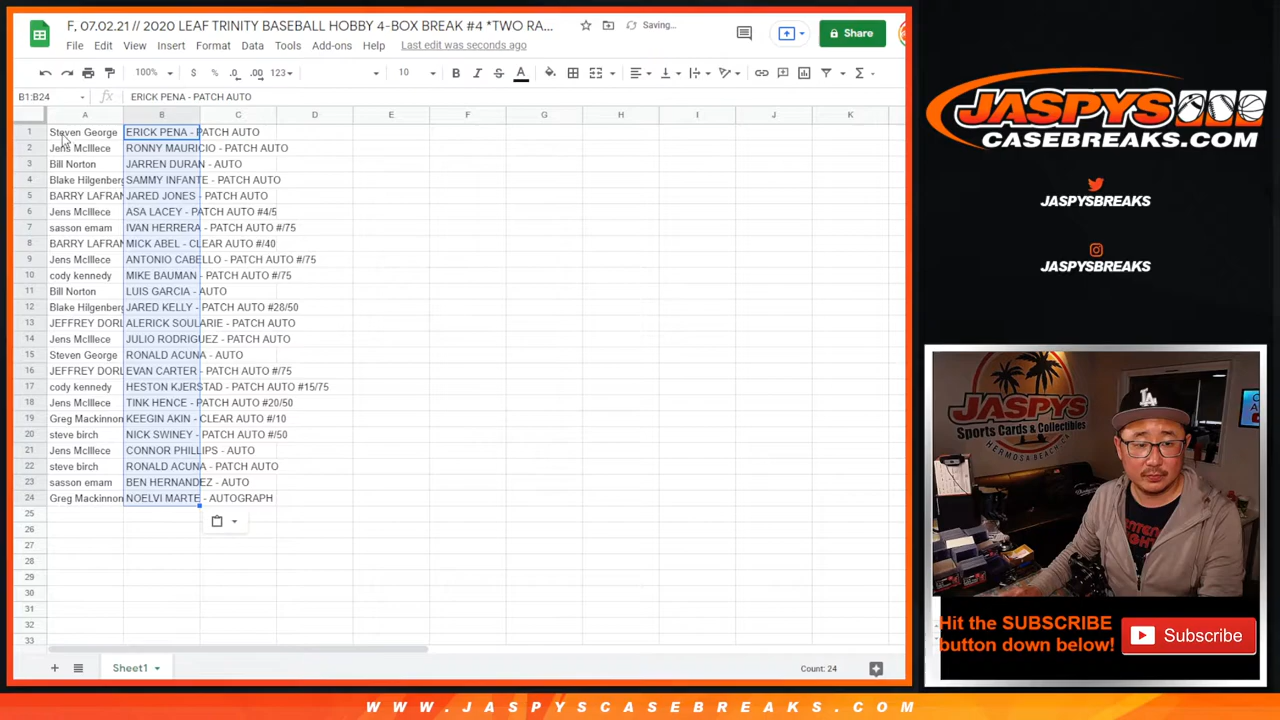 F, 07.02.21 // 2020 LEAF TRINITY BASEBALL HOBBY 4-BOX BREAK #4 *TWO RA...
Saving...
Share
File Edit View Insert Format Data Tools Add-ons Help Last edit was seconds ago
100% $ % .0 .00 123 10 B I S A
B1:B24 fx ERICK PENA - PATCH AUTO
A B C D E F G H I J K
1 Steven George ERICK PENA - PATCH AUTO
2 Jens McIllece RONNY MAURICIO - PATCH AUTO
3 Bill Norton JARREN DURAN - AUTO
4 Blake Hilgenberg SAMMY INFANTE - PATCH AUTO
5 BARRY LAFRAN JARED JONES - PATCH AUTO
6 Jens McIllece ASA LACEY - PATCH AUTO #4/5
7 sasson emam IVAN HERRERA - PATCH AUTO #/75
8 BARRY LAFRAN MICK ABEL - CLEAR AUTO #/40
9 Jens McIllece ANTONIO CABELLO - PATCH AUTO #/75
10 cody kennedy MIKE BAUMAN - PATCH AUTO #/75
11 Bill Norton LUIS GARCIA - AUTO
12 Blake Hilgenberg JARED KELLY - PATCH AUTO #28/50
13 JEFFREY DORL ALERICK SOULARIE - PATCH AUTO
14 Jens McIllece JULIO RODRIGUEZ - PATCH AUTO
15 Steven George RONALD ACUNA - AUTO
16 JEFFREY DORL EVAN CARTER - PATCH AUTO #/75
17 cody kennedy HESTON KJERSTAD - PATCH AUTO #15/75
18 Jens McIllece TINK HENCE - PATCH AUTO #20/50
19 Greg Mackinnon KEEGIN AKIN - CLEAR AUTO #/10
20 steve birch NICK SWINEY - PATCH AUTO #/50
21 Jens McIllece CONNOR PHILLIPS - AUTO
22 steve birch RONALD ACUNA - PATCH AUTO
23 sasson emam BEN HERNANDEZ - AUTO
24 Greg Mackinnon NOELVI MARTE - AUTOGRAPH
25
26
27
28
29
30
31
32
33
Sheet1
Count: 24
JASPYS
CASEBREAKS.COM
JASPYSBREAKS
JASPYSBREAKS
JASPYS
Sports Cards & Collectibles
HERMOSA BEACH
LA
Hit the SUBSCRIBE
button down below!
Subscribe
WWW.JASPYSCASEBREAKS.COM